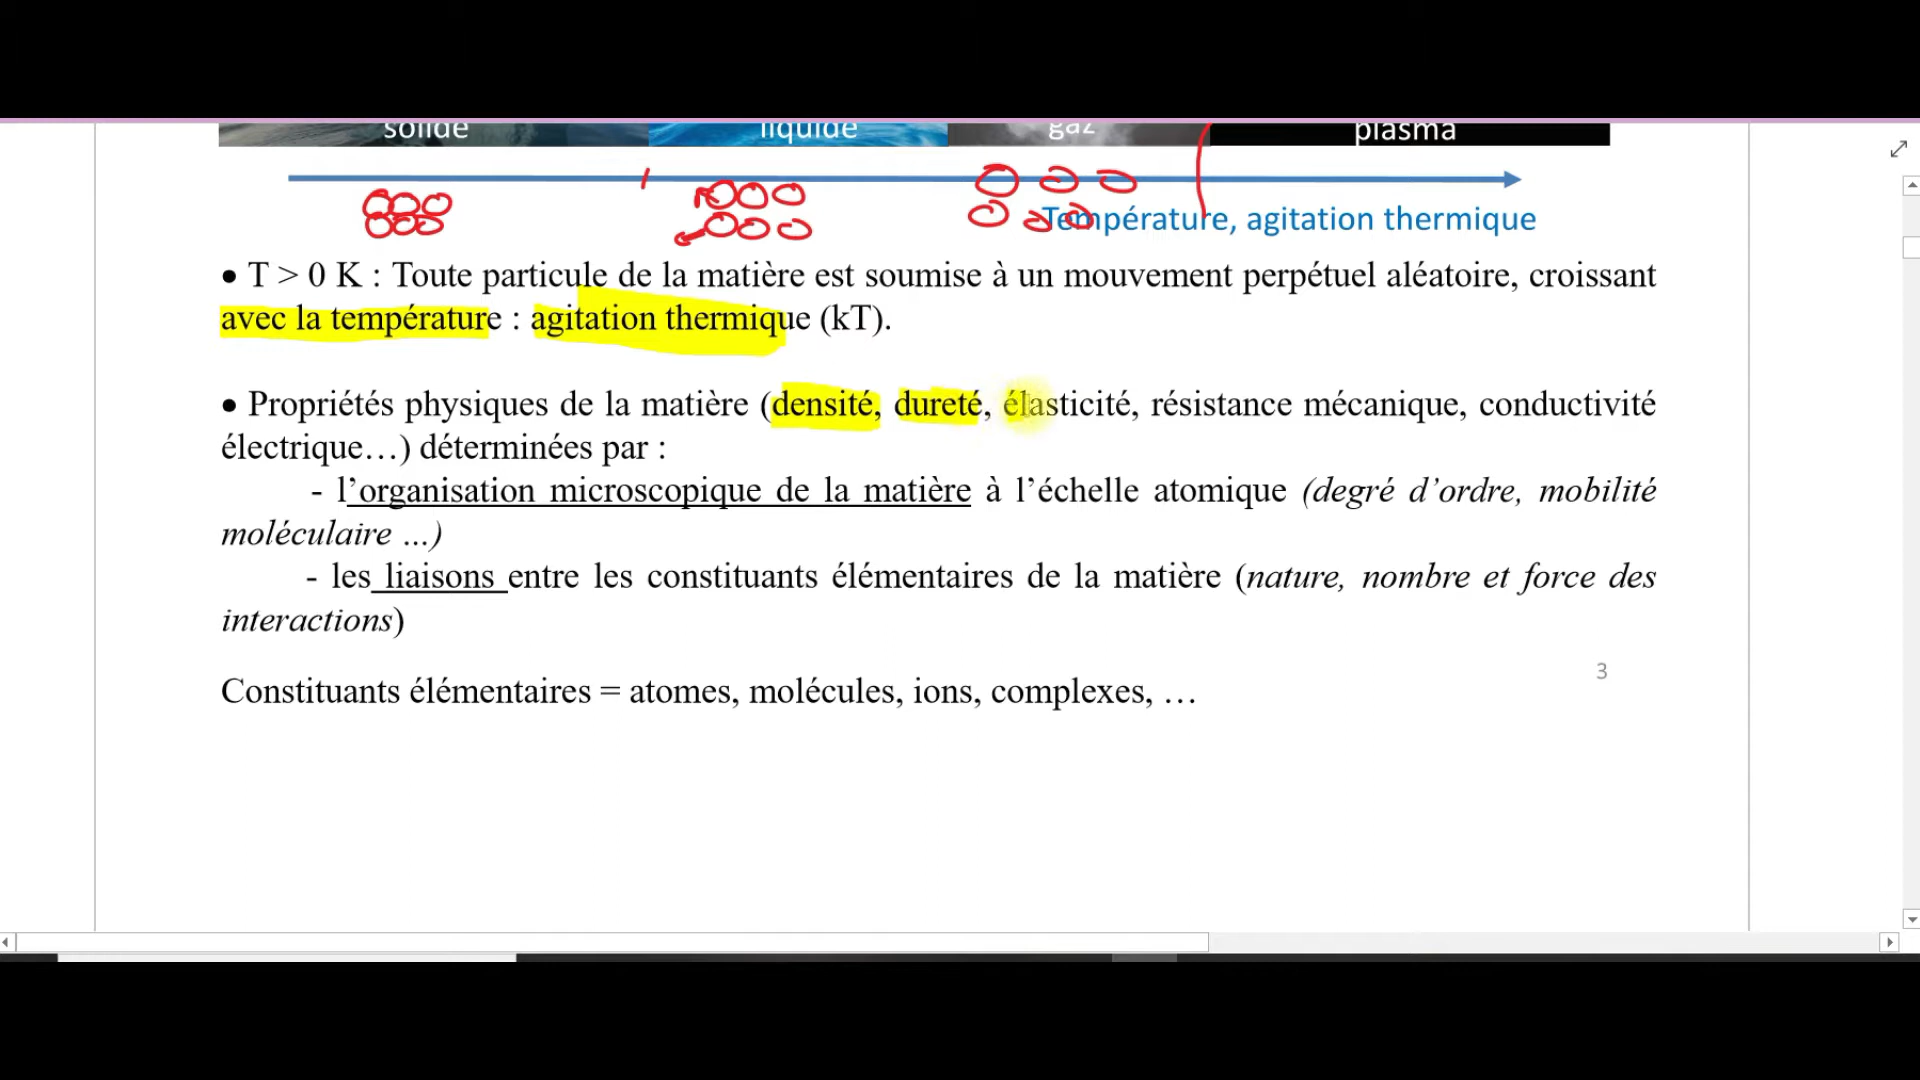 solide liquide gaz plasma
Température, agitation thermique
• T > 0 K : Toute particule de la matière est soumise à un mouvement perpétuel aléatoire, croissant
avec la température : agitation thermique (kT).
• Propriétés physiques de la matière (densité, dureté, élasticité, résistance mécanique, conductivité
électrique…) déterminées par :
- l’organisation microscopique de la matière à l’échelle atomique (degré d’ordre, mobilité
moléculaire ...)
- les liaisons entre les constituants élémentaires de la matière (nature, nombre et force des
interactions)
3
Constituants élémentaires = atomes, molécules, ions, complexes, …